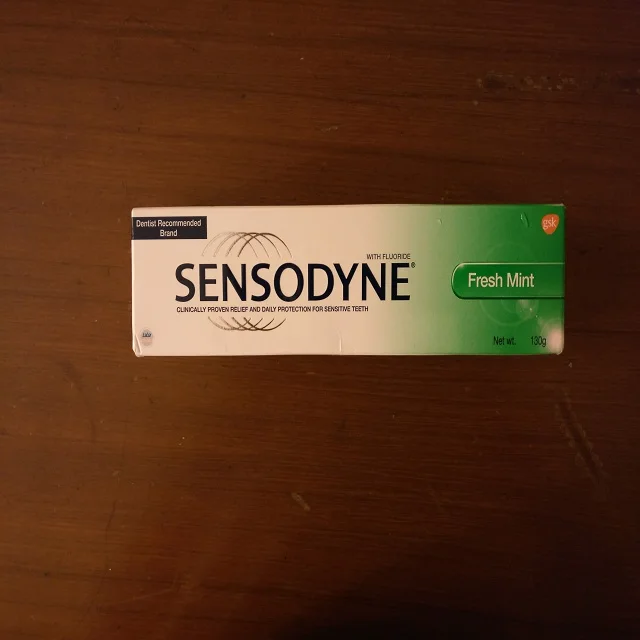 Dentist Recommended
Brand
gsk
WITH FLUORIDE
SENSODYNE®
Fresh Mint
CLINICALLY PROVEN RELIEF AND DAILY PROTECTION FOR SENSITIVE TEETH
Net wt. 130g